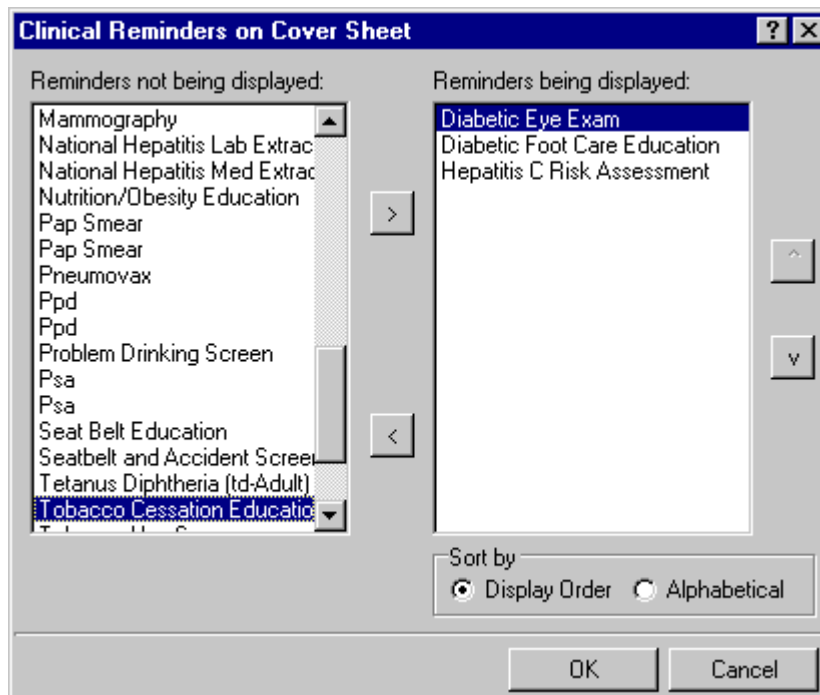 Clinical Reminders on Cover Sheet
Reminders not being displayed:
Mammography
National Hepatitis Lab Extrac
National Hepatitis Med Extrac
Nutrition/Obesity Education
Pap Smear
Pap Smear
Pneumovax
Ppd
Ppd
Problem Drinking Screen
Psa
Psa
Seat Belt Education
Seatbelt and Accident Screer
Tetanus Diphtheria (td-Adult)
Tobacco Cessation Educatio
>
<
Reminders being displayed:
Diabetic Eye Exam
Diabetic Foot Care Education
Hepatitis C Risk Assessment
^
v
Sort by
Display Order Alphabetical
OK Cancel